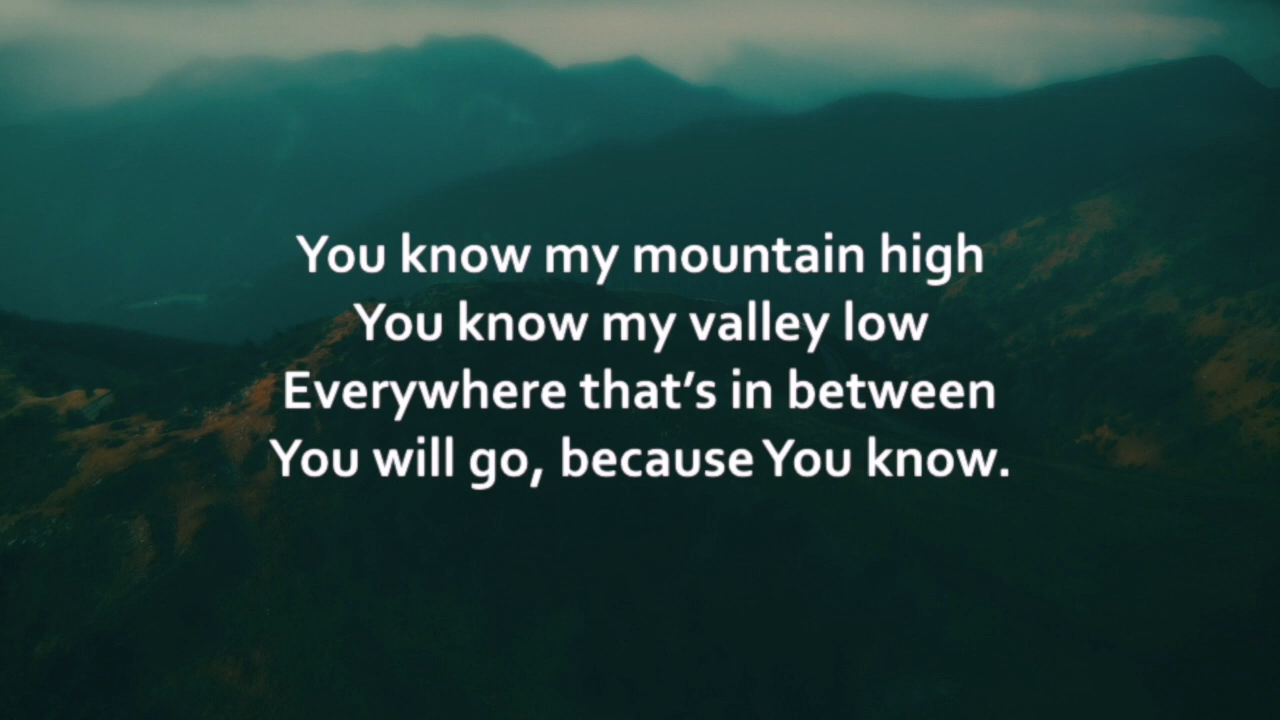 You know my mountain high
You know my valley low
Everywhere that’s in between
You will go, because You know.